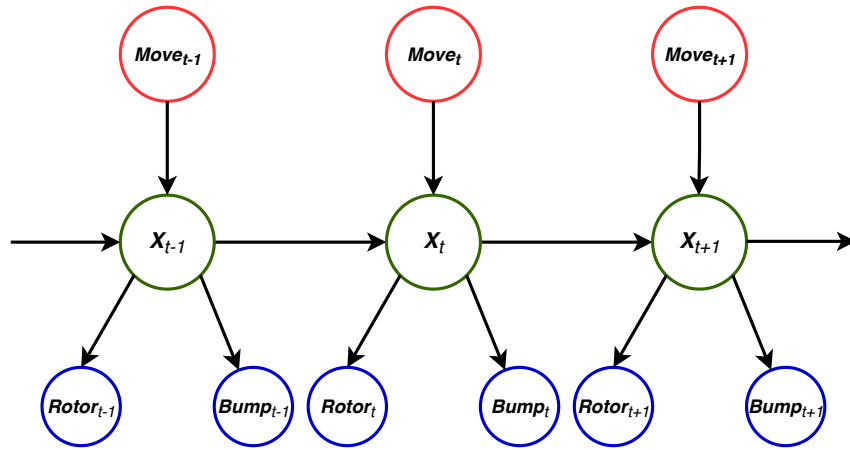 Move_{t-1} Move_t Move_{t+1}
X_{t-1} X_t X_{t+1}
Rotor_{t-1} Bump_{t-1} Rotor_t Bump_t Rotor_{t+1} Bump_{t+1}